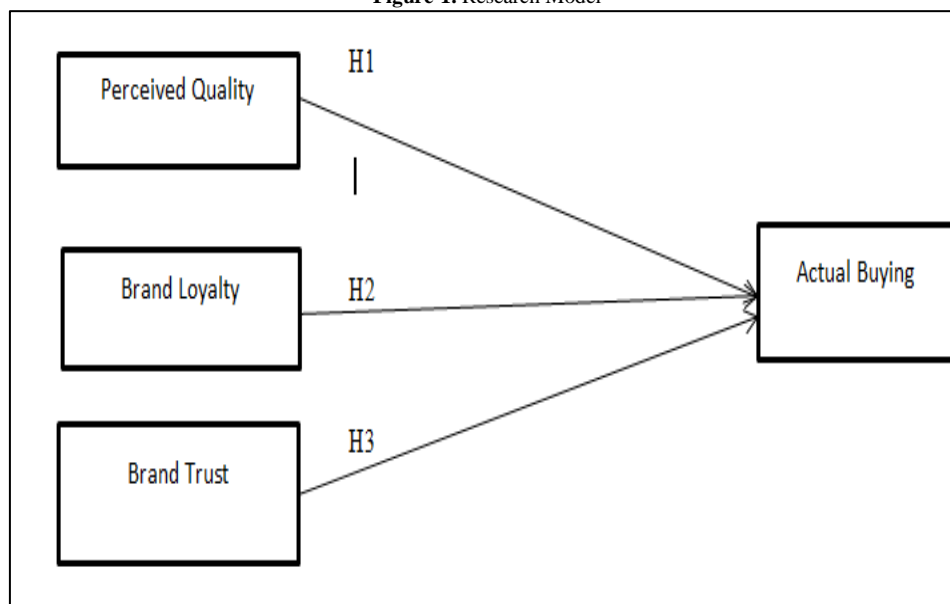 Figure 1. Research Model
H1
Perceived Quality
Brand Loyalty
H2
Actual Buying
H3
Brand Trust